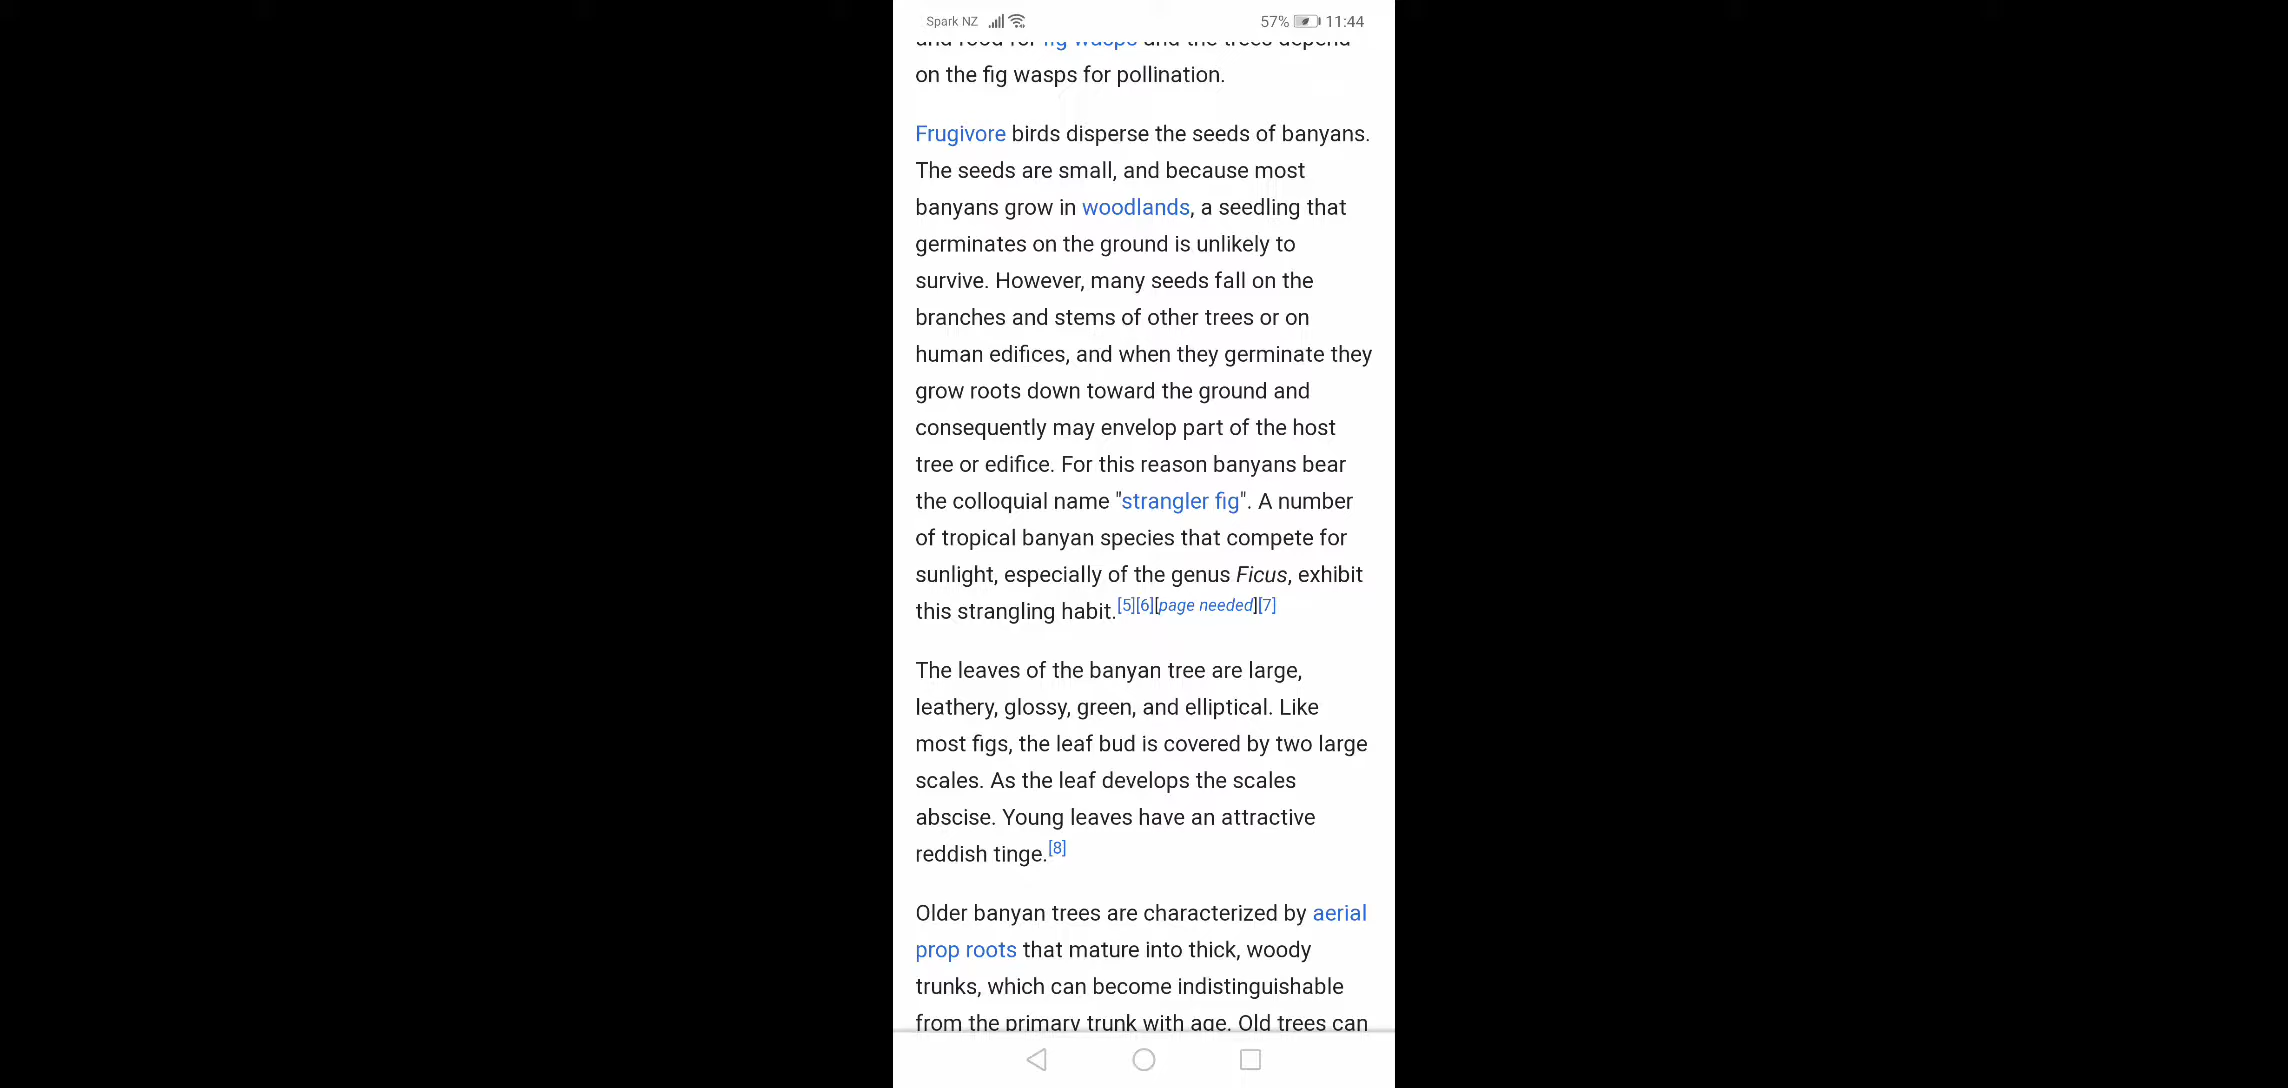 Spark NZ 57% 11:44
and food for fig wasps and the trees depend
on the fig wasps for pollination.
Frugivore birds disperse the seeds of banyans.
The seeds are small, and because most
banyans grow in woodlands, a seedling that
germinates on the ground is unlikely to
survive. However, many seeds fall on the
branches and stems of other trees or on
human edifices, and when they germinate they
grow roots down toward the ground and
consequently may envelop part of the host
tree or edifice. For this reason banyans bear
the colloquial name "strangler fig". A number
of tropical banyan species that compete for
sunlight, especially of the genus Ficus, exhibit
this strangling habit.[5][6][page needed][7]
The leaves of the banyan tree are large,
leathery, glossy, green, and elliptical. Like
most figs, the leaf bud is covered by two large
scales. As the leaf develops the scales
abscise. Young leaves have an attractive
reddish tinge.[8]
Older banyan trees are characterized by aerial
prop roots that mature into thick, woody
trunks, which can become indistinguishable
from the primary trunk with age. Old trees can